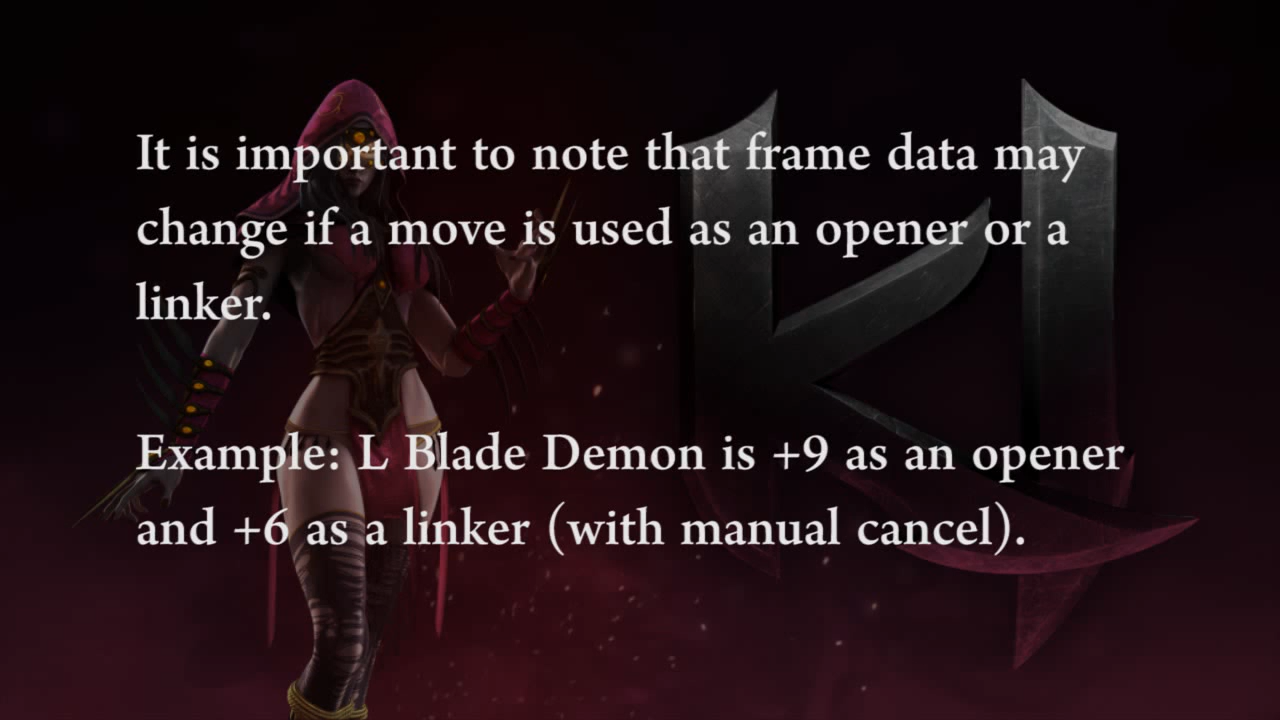 It is important to note that frame data may
change if a move is used as an opener or a
linker.
Example: L Blade Demon is +9 as an opener
and +6 as a linker (with manual cancel).